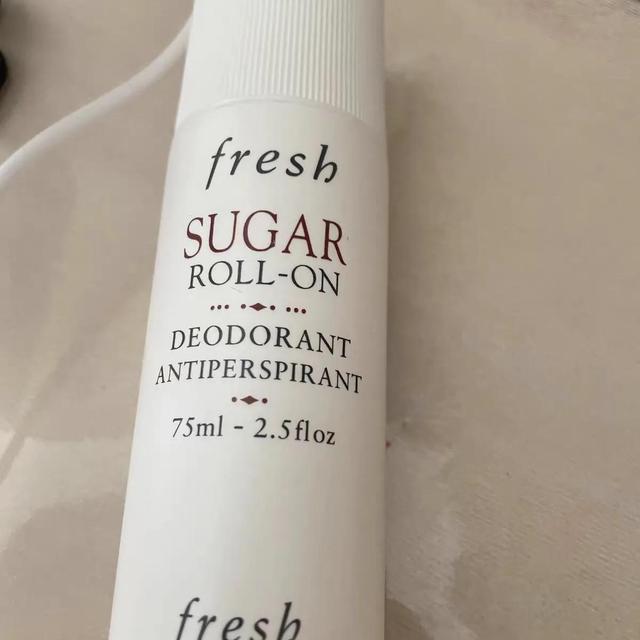 fresh
SUGAR
ROLL-ON
DEODORANT
ANTIPERSPIRANT
75ml - 2.5floz
fresh